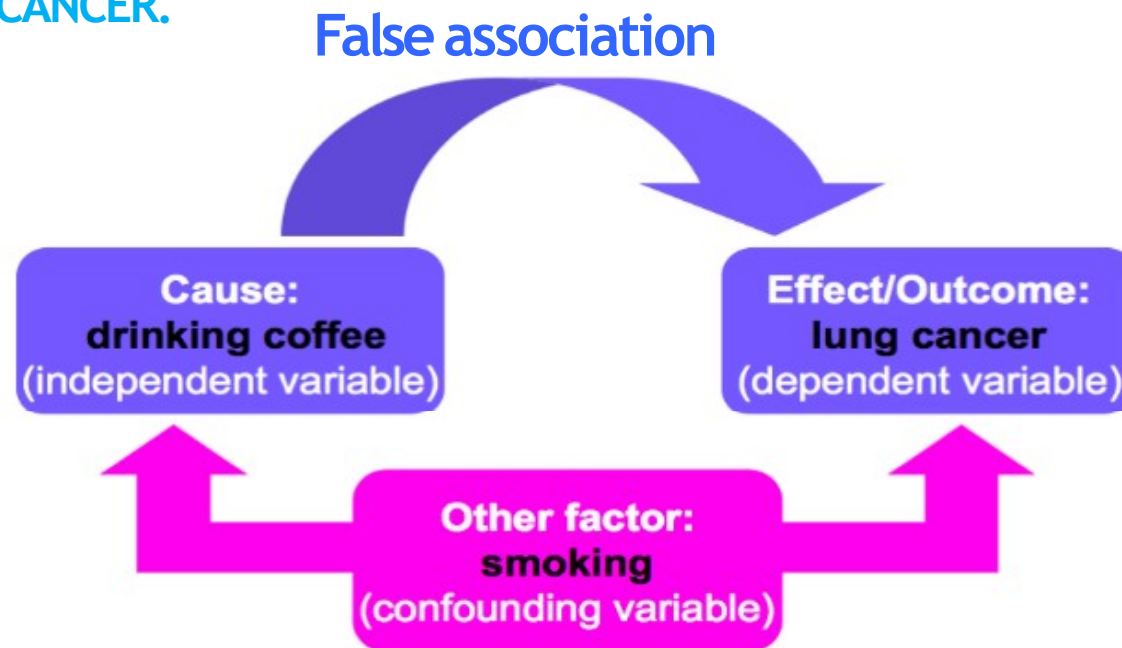 CANCER.
False association
Cause:
drinking coffee
(independent variable)
Effect/Outcome:
lung cancer
(dependent variable)
Other factor:
smoking
(confounding variable)